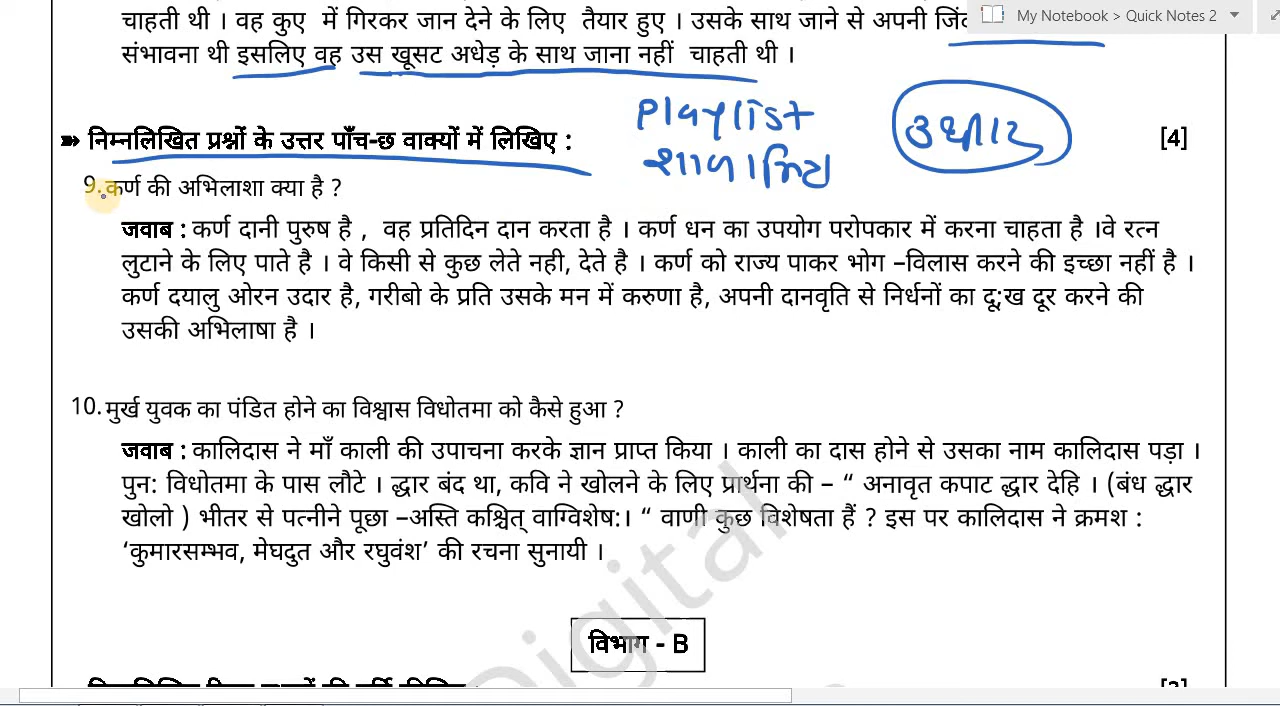 चाहती थी । वह कुए में गिरकर जान देने के लिए तैयार हुए । उसके साथ जाने से अपनी
My Notebook > Quick Notes 2
संभावना थी इसलिए वह उस खूसट अधेड़ के साथ जाना नहीं चाहती थी ।
Playlist
»» निम्नलिखित प्रश्नों के उत्तर पाँच-छ वाक्यों में लिखिए : [4]
9. कर्ण की अभिलाशा क्या है ?
जवाब : कर्ण दानी पुरुष है , वह प्रतिदिन दान करता है । कर्ण धन का उपयोग परोपकार में करना चाहता है ।वे रत्न
लुटाने के लिए पाते है । वे किसी से कुछ लेते नही, देते है । कर्ण को राज्य पाकर भोग –विलास करने की इच्छा नहीं है ।
कर्ण दयालु ओरन उदार है, गरीबो के प्रति उसके मन में करुणा है, अपनी दानवृति से निर्धनों का दू;ख दूर करने की
उसकी अभिलाषा है ।
10. मुर्ख युवक का पंडित होने का विश्वास विधोतमा को कैसे हुआ ?
जवाब : कालिदास ने माँ काली की उपाचना करके ज्ञान प्राप्त किया । काली का दास होने से उसका नाम कालिदास पड़ा ।
पुन: विधोतमा के पास लौटे । द्धार बंद था, कवि ने खोलने के लिए प्रार्थना की – “ अनावृत कपाट द्धार देहि । (बंध द्धार
खोलो ) भीतर से पत्नीने पूछा –अस्ति कश्चित् वाग्विशेष:। “ वाणी कुछ विशेषता हैं ? इस पर कालिदास ने क्रमश :
‘कुमारसम्भव, मेघदुत और रघुवंश’ की रचना सुनायी ।
Digital
विभाग - B